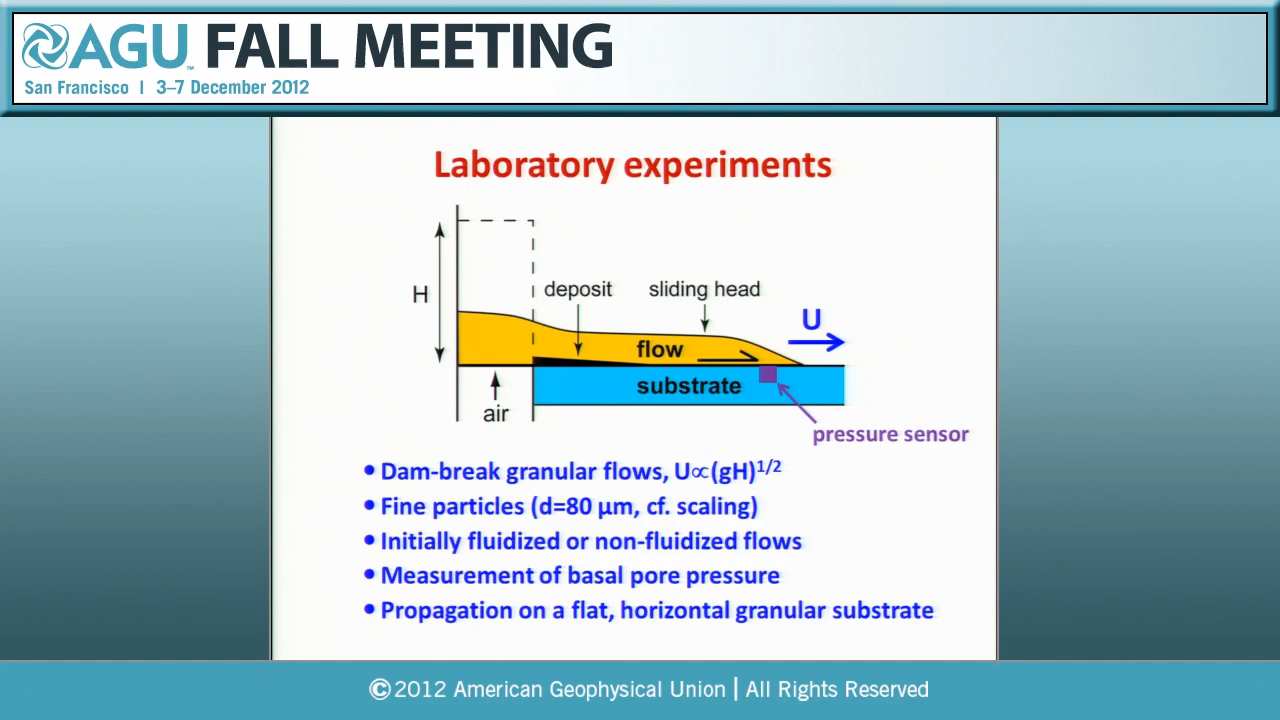 AGU™ FALL MEETING
San Francisco | 3–7 December 2012
Laboratory experiments
H
deposit
sliding head
U
flow
substrate
air
pressure sensor
• Dam-break granular flows, U∝(gH)^1/2
• Fine particles (d=80 µm, cf. scaling)
• Initially fluidized or non-fluidized flows
• Measurement of basal pore pressure
• Propagation on a flat, horizontal granular substrate
©2012 American Geophysical Union | All Rights Reserved